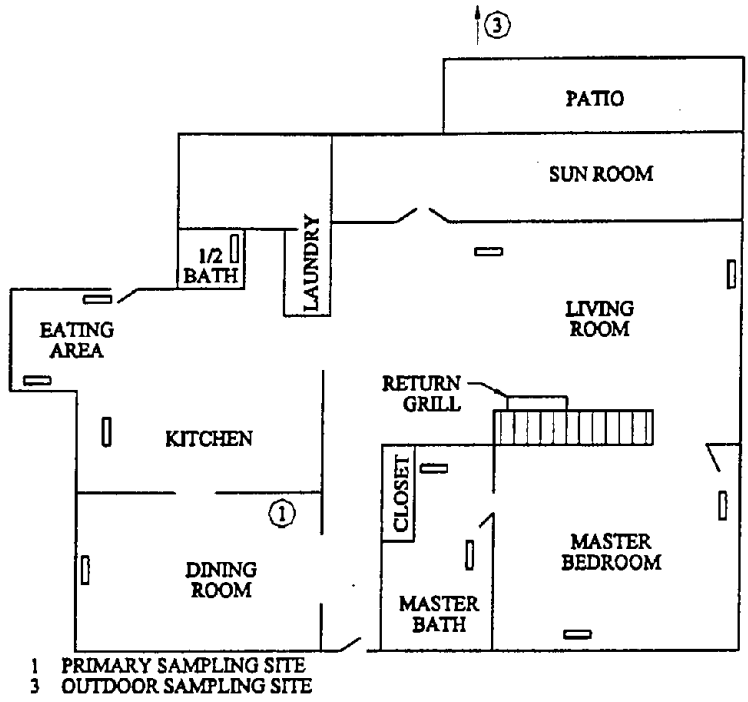 3
PATIO
SUN ROOM
1/2
BATH
LAUNDRY
EATING
AREA
LIVING
ROOM
RETURN
GRILL
KITCHEN
CLOSET
1
DINING
ROOM
MASTER
BATH
MASTER
BEDROOM
1 PRIMARY SAMPLING SITE
3 OUTDOOR SAMPLING SITE